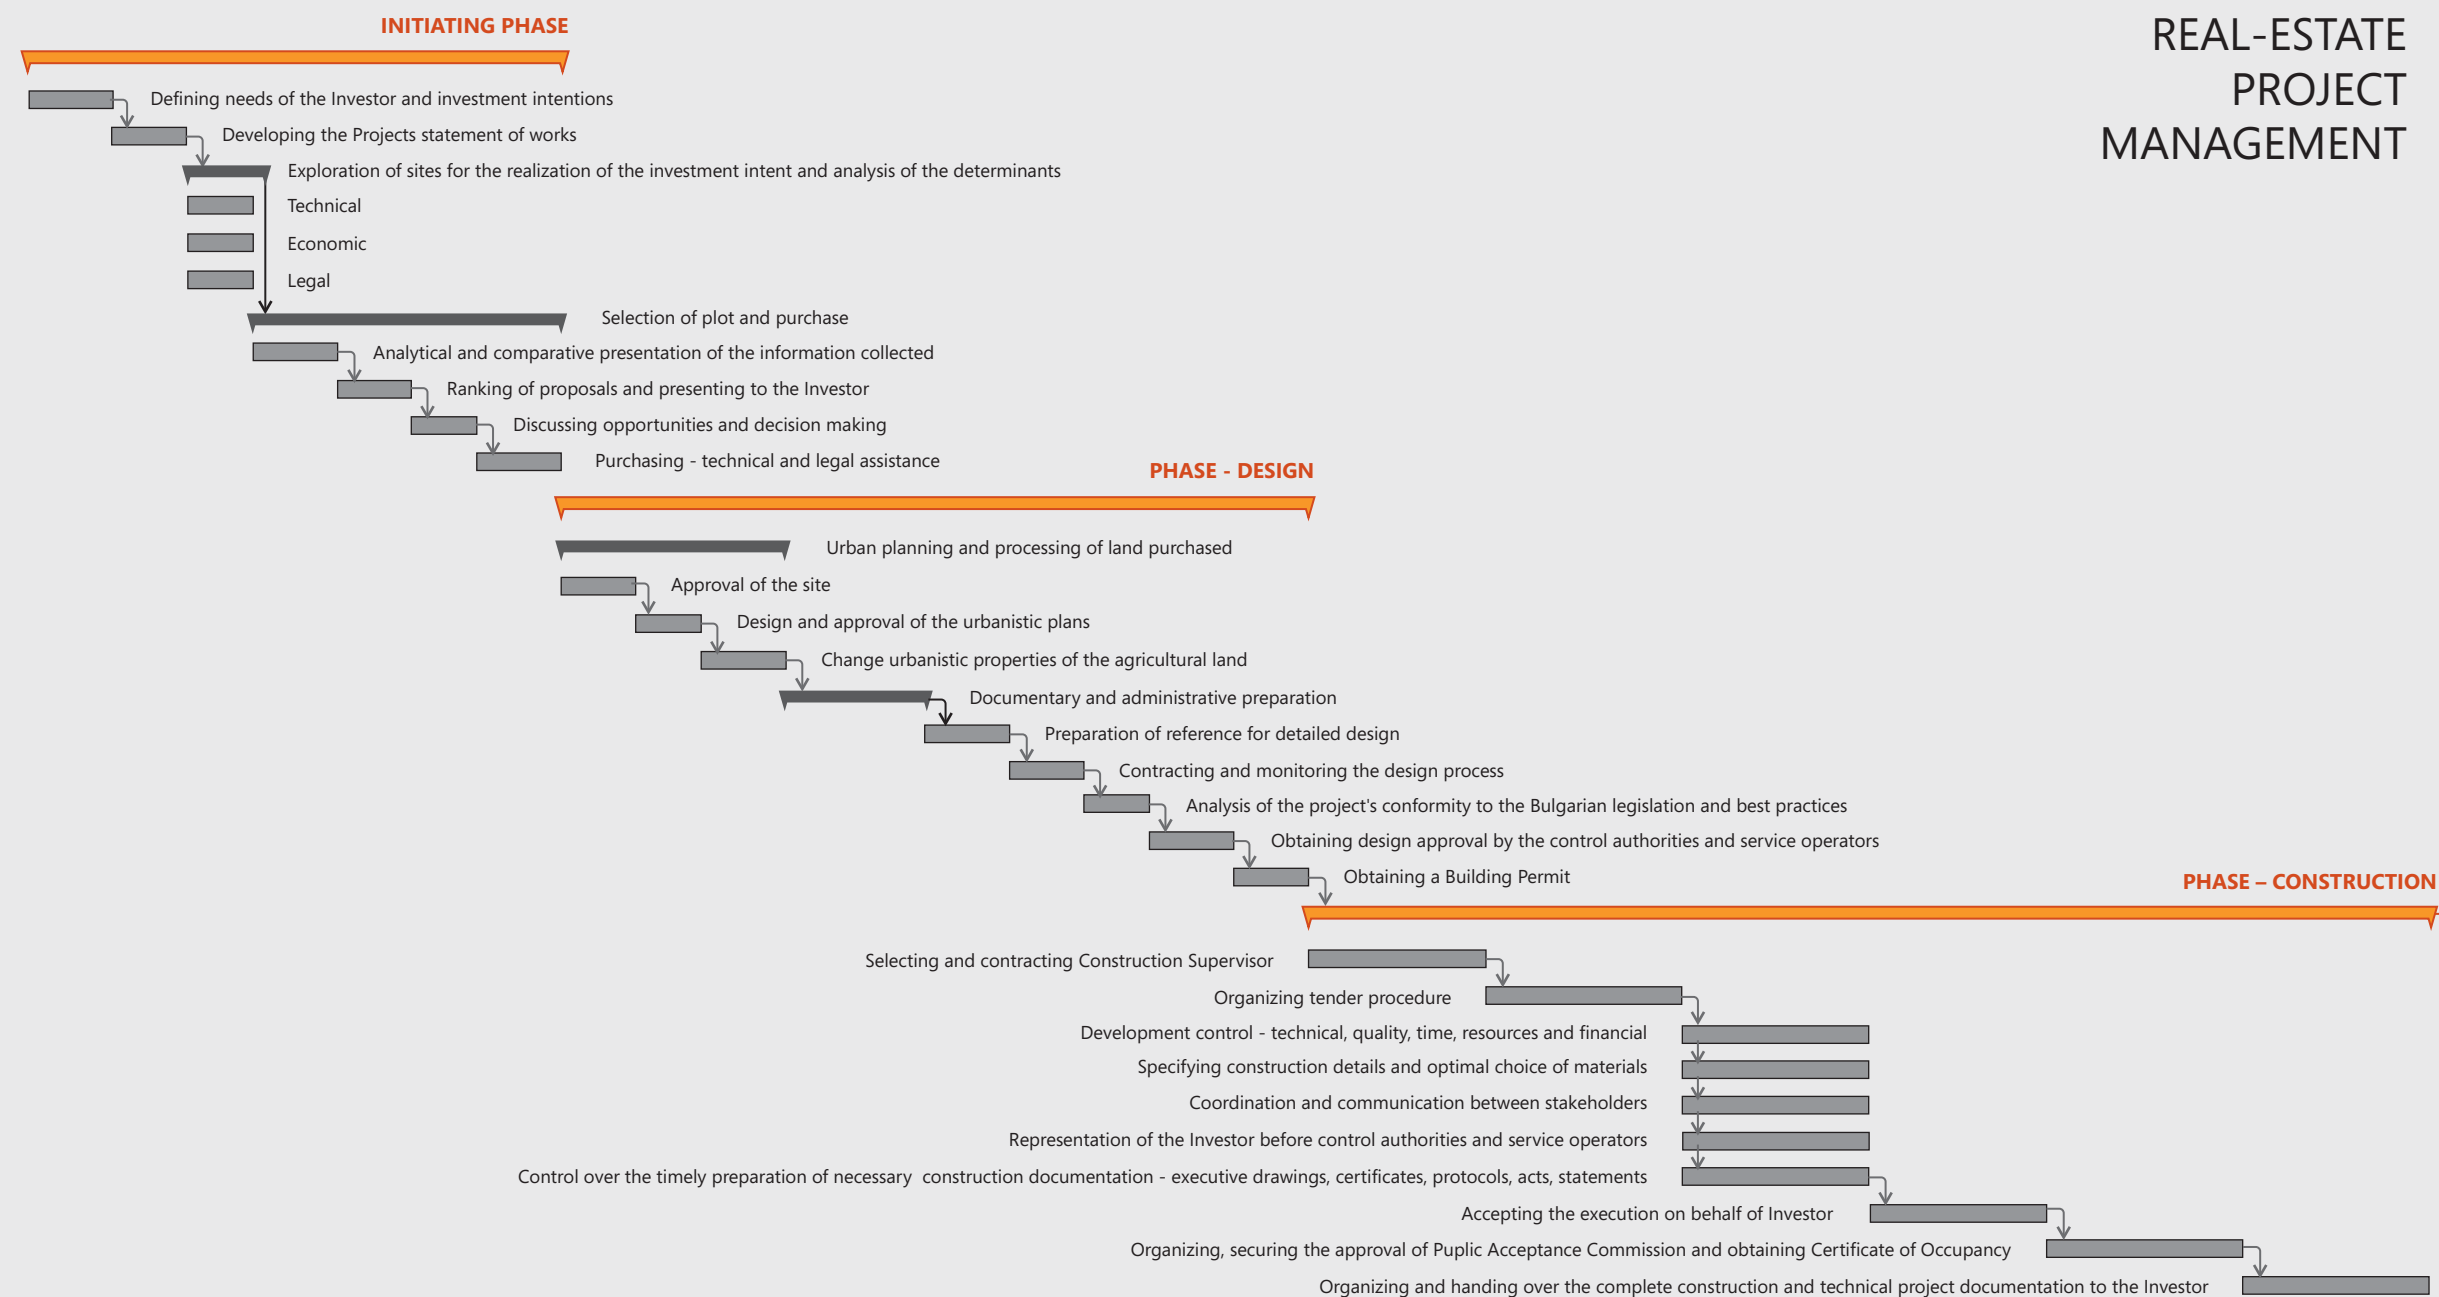 REAL-ESTATE
PROJECT
MANAGEMENT
INITIATING PHASE
Defining needs of the Investor and investment intentions
Developing the Projects statement of works
Exploration of sites for the realization of the investment intent and analysis of the determinants
Technical
Economic
Legal
Selection of plot and purchase
Analytical and comparative presentation of the information collected
Ranking of proposals and presenting to the Investor
Discussing opportunities and decision making
Purchasing - technical and legal assistance
PHASE - DESIGN
Urban planning and processing of land purchased
Approval of the site
Design and approval of the urbanistic plans
Change urbanistic properties of the agricultural land
Documentary and administrative preparation
Preparation of reference for detailed design
Contracting and monitoring the design process
Analysis of the project's conformity to the Bulgarian legislation and best practices
Obtaining design approval by the control authorities and service operators
Obtaining a Building Permit
PHASE – CONSTRUCTION
Selecting and contracting Construction Supervisor
Organizing tender procedure
Development control - technical, quality, time, resources and financial
Specifying construction details and optimal choice of materials
Coordination and communication between stakeholders
Representation of the Investor before control authorities and service operators
Control over the timely preparation of necessary  construction documentation - executive drawings, certificates, protocols, acts, statements
Accepting the execution on behalf of Investor
Organizing, securing the approval of Puplic Acceptance Commission and obtaining Certificate of Occupancy
Organizing and handing over the complete construction and technical project documentation to the Investor